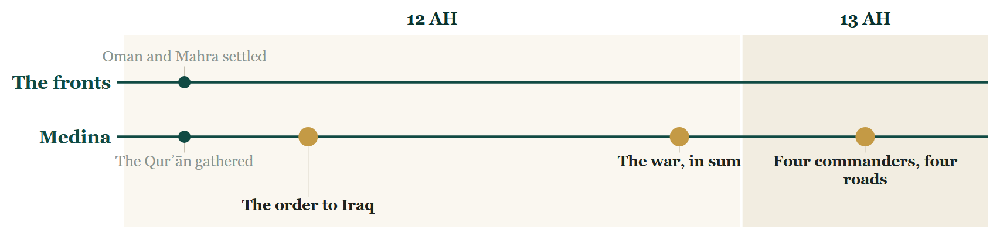 12 AH
13 AH
Oman and Mahra settled
The fronts
Medina
The Qurʾān gathered
The war, in sum
Four commanders, four
roads
The order to Iraq